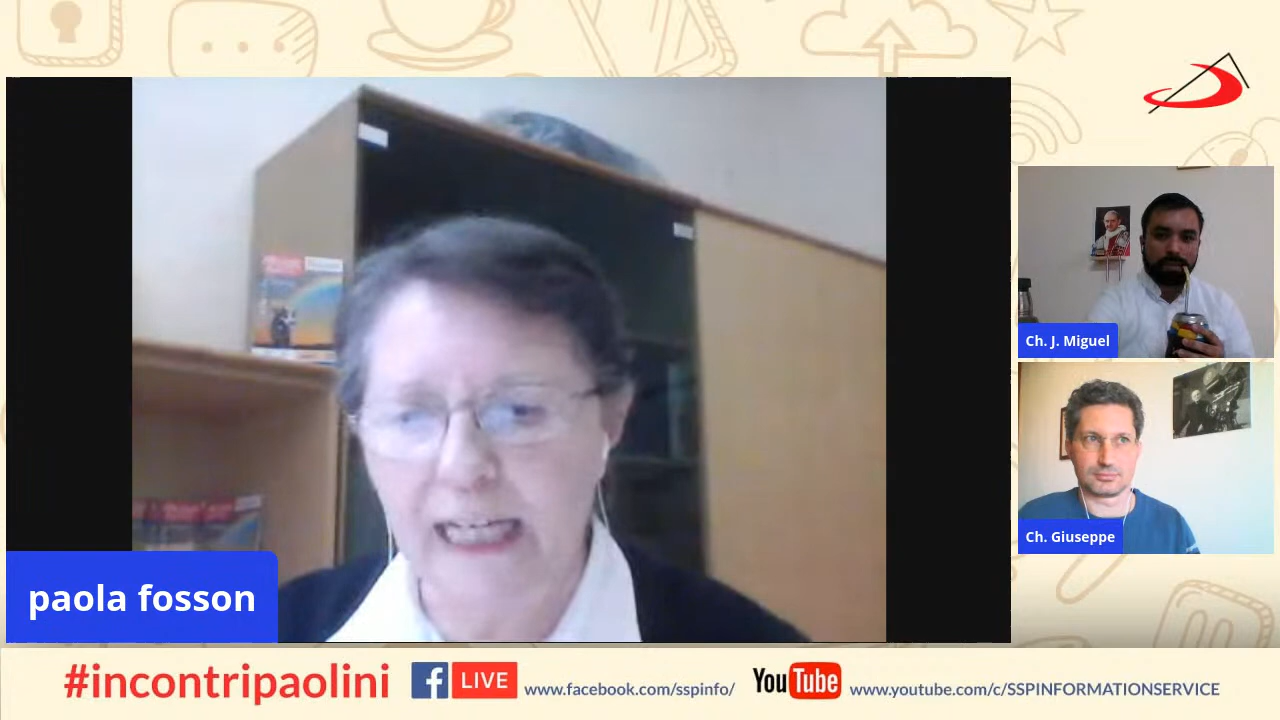 Ch. J. Miguel
Ch. Giuseppe
paola fosson
#incontripaolini
f LIVE www.facebook.com/sspinfo/ YouTube www.youtube.com/c/SSPINFORMATIONSERVICE